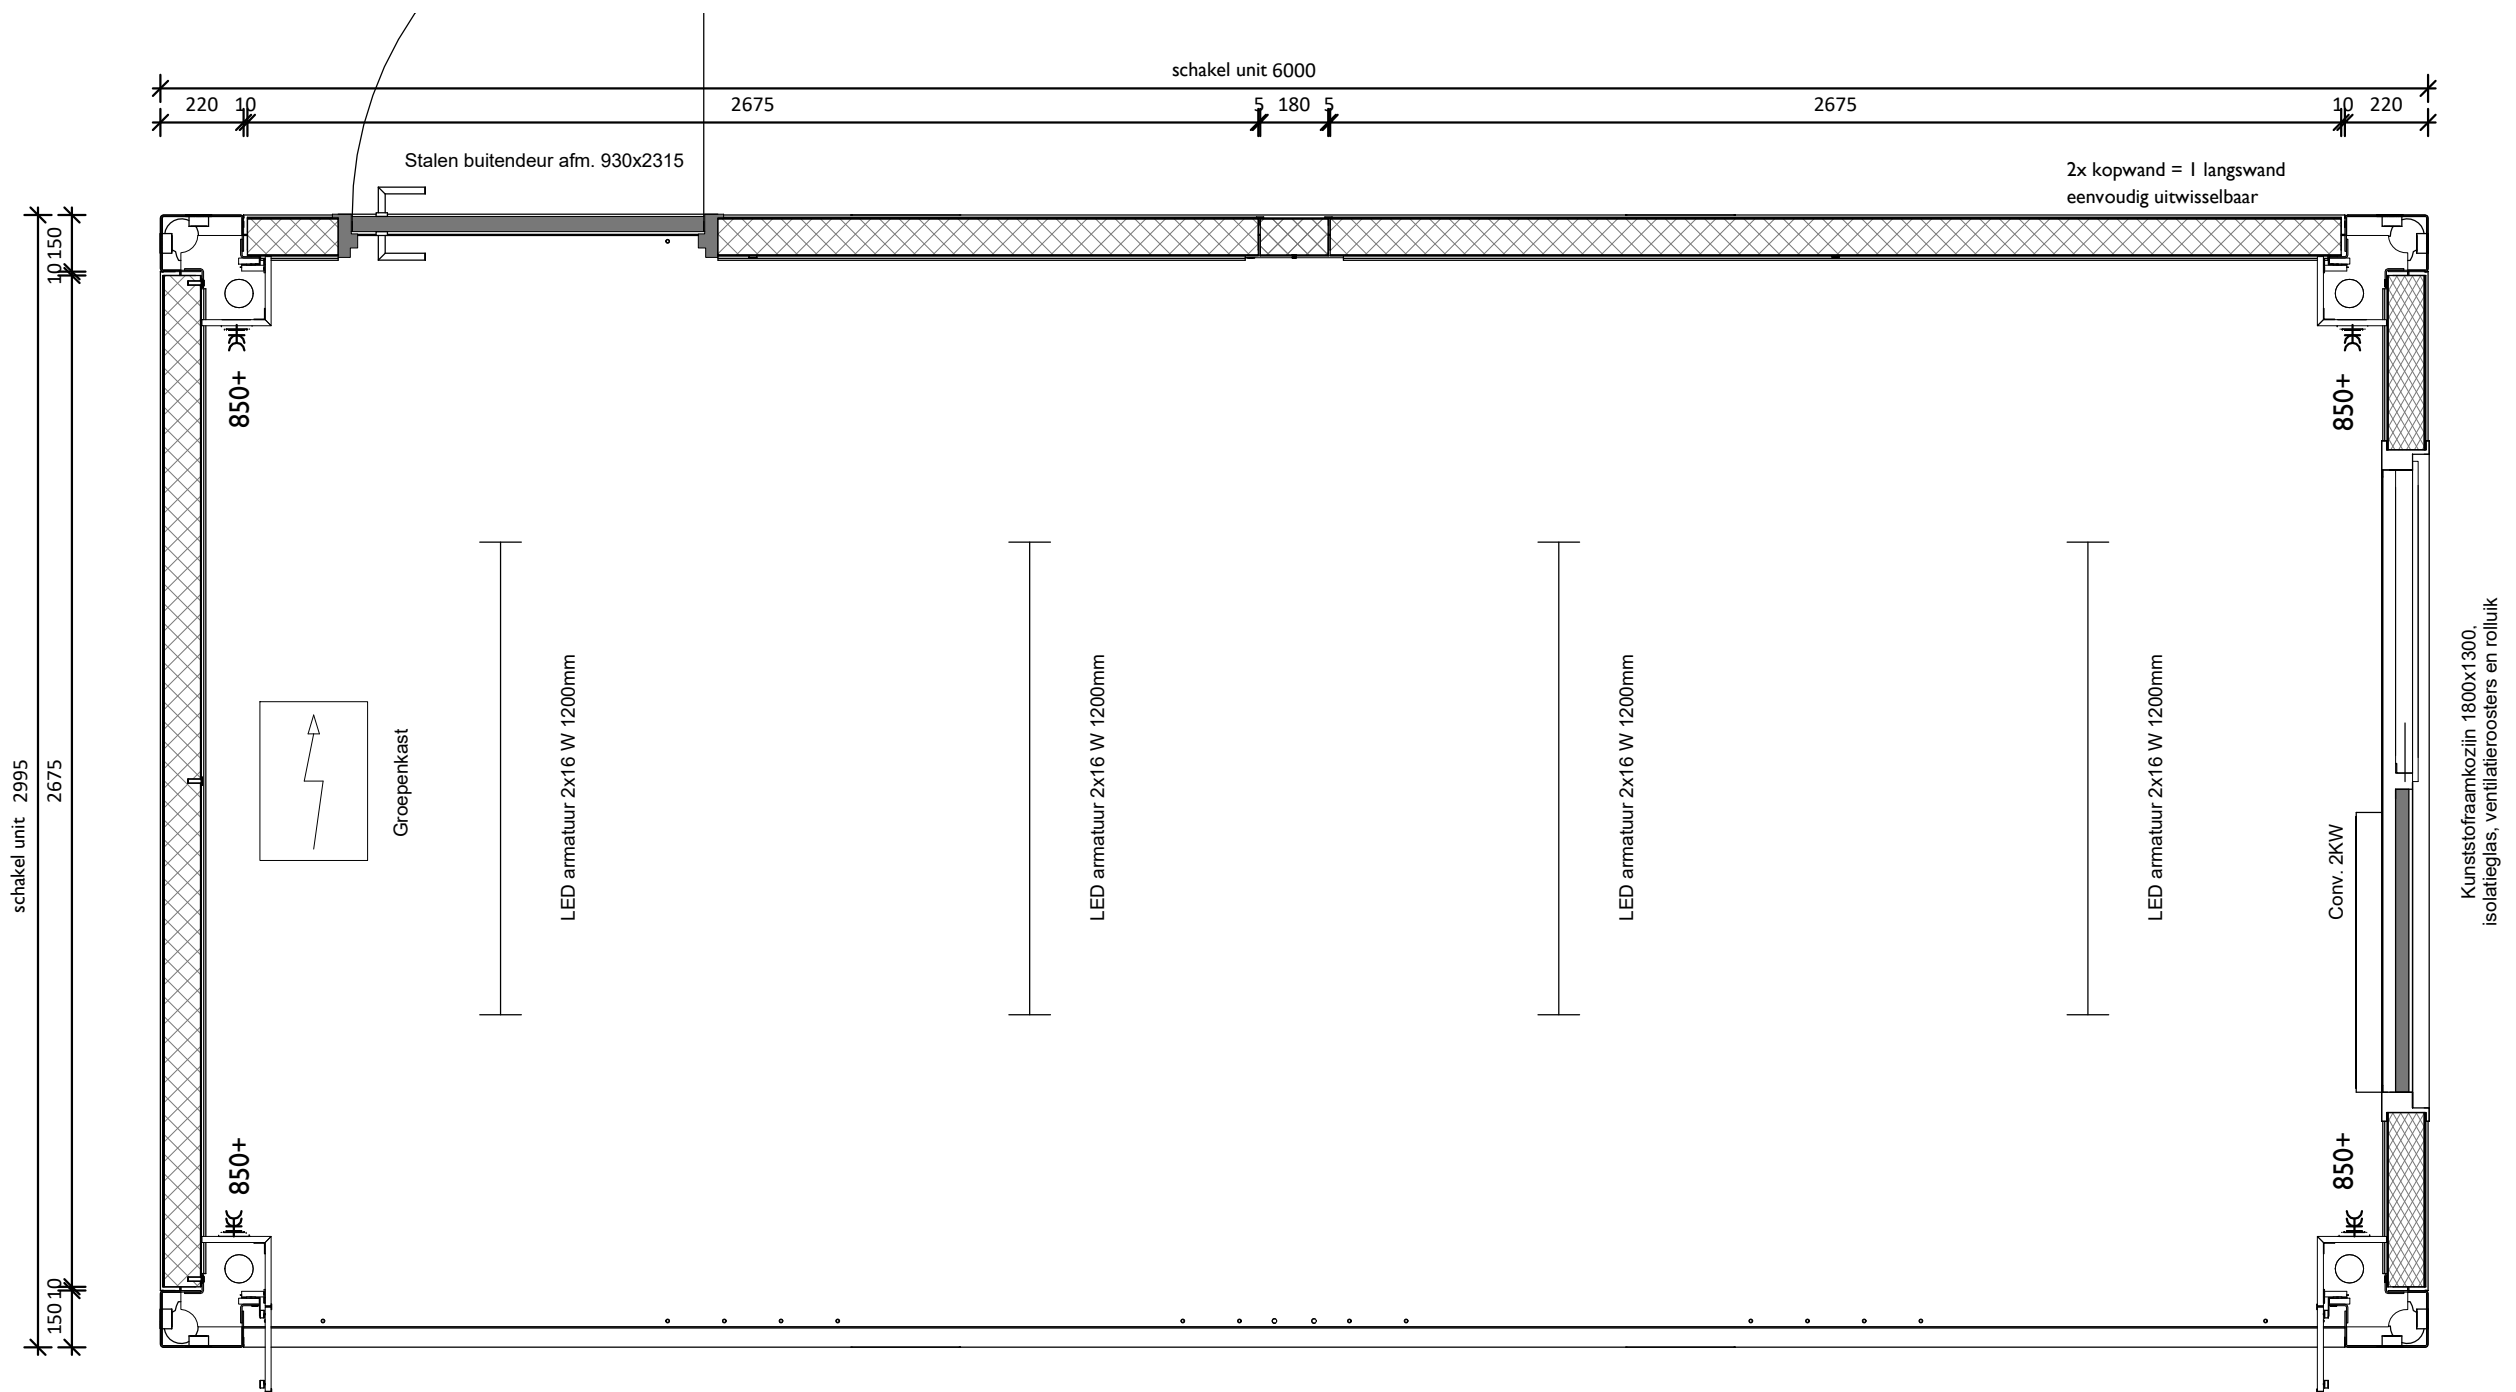 schakel unit 6000
220 10 2675 5 180 5 2675 10 220
Stalen buitendeur afm. 930x2315
2x kopwand = 1 langswand
eenvoudig uitwisselbaar
schakel unit 2995
150
10
2675
10
150
850+
850+
850+
850+
Groepenkast
LED armatuur 2x16 W 1200mm
LED armatuur 2x16 W 1200mm
LED armatuur 2x16 W 1200mm
LED armatuur 2x16 W 1200mm
Conv. 2KW
Kunststofraamkozijn 1800x1300,
isolatieglas, ventilatieroosters en rolluik